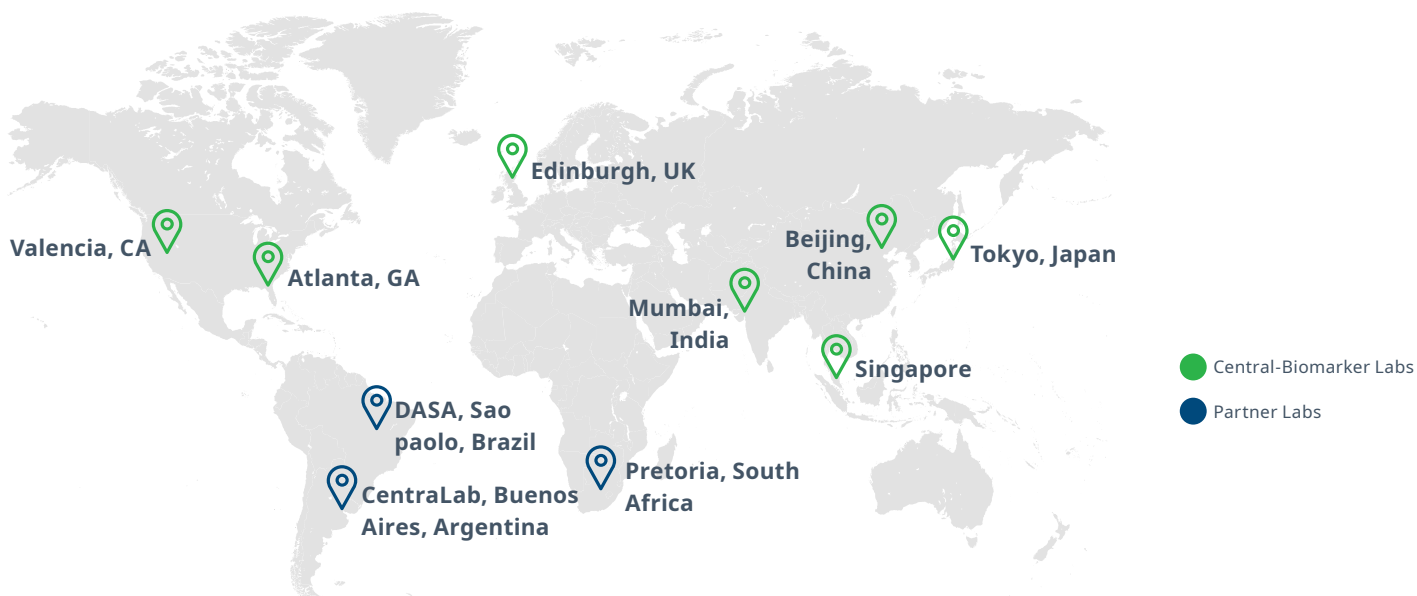 Edinburgh, UK
Valencia, CA
Atlanta, GA
Beijing,
China
Tokyo, Japan
Mumbai,
India
Singapore
DASA, Sao
paolo, Brazil
CentraLab, Buenos
Aires, Argentina
Pretoria, South
Africa
Central-Biomarker Labs
Partner Labs